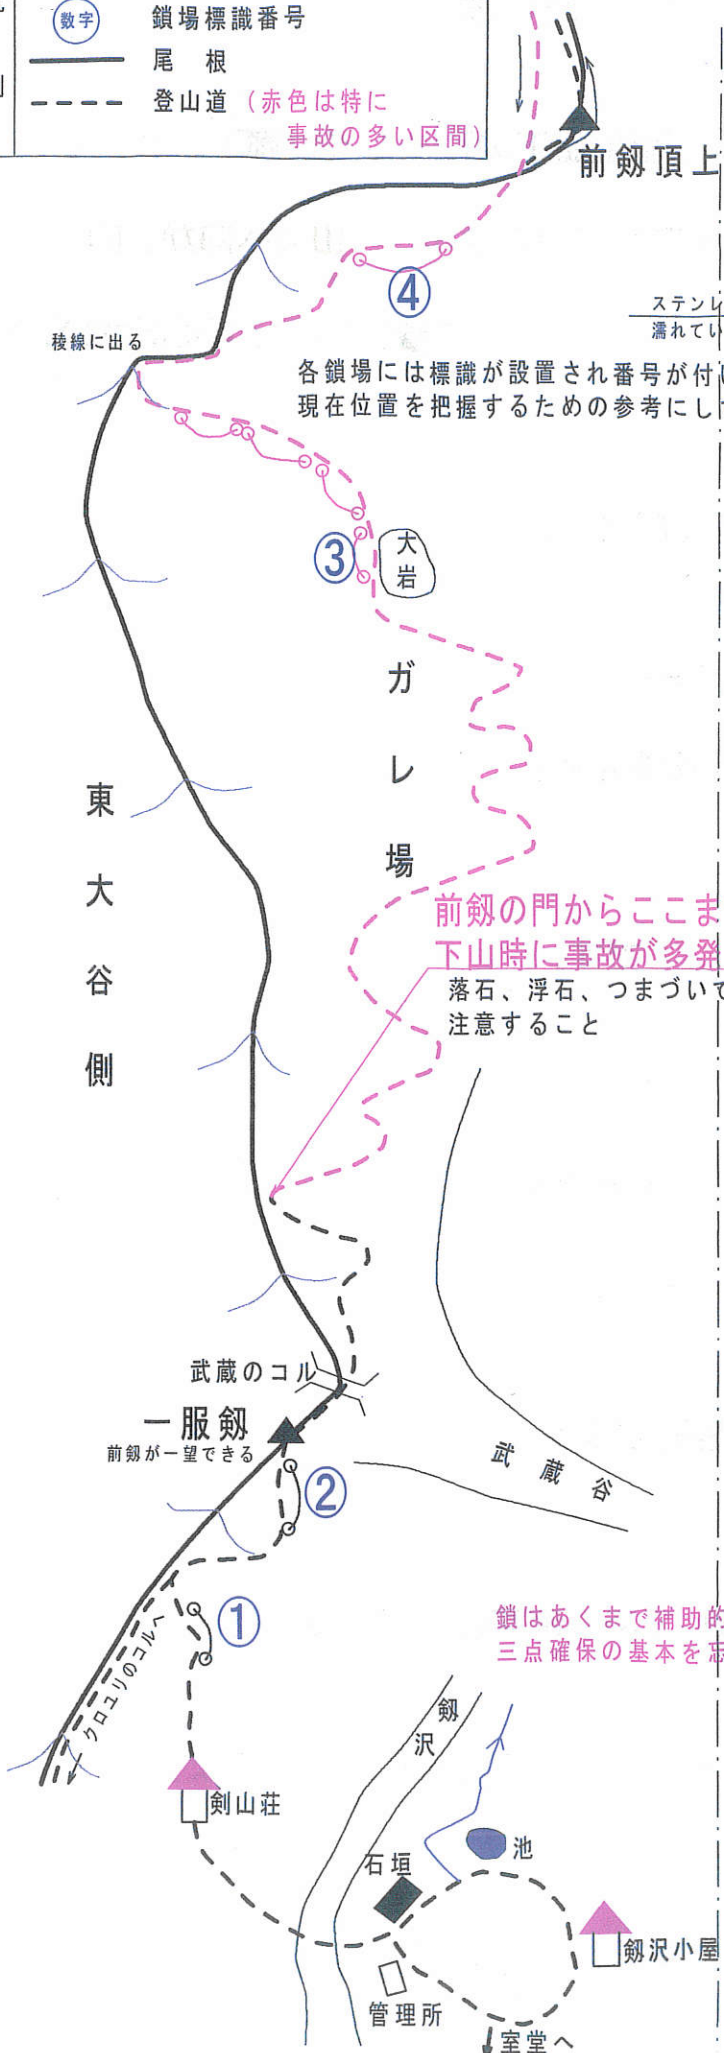 数字 鎖場標識番号
尾根
登山道(赤色は特に
事故の多い区間)
前剱頂上
④
ステンレ
濡れてい
稜線に出る
各鎖場には標識が設置され番号が付い
現在位置を把握するための参考にし
③
大岩
ガレ場
東大谷側
前剱の門からここま
下山時に事故が多発
落石、浮石、つまづいて
注意すること
武蔵のコル
一服剱
前剱が一望できる
②
武蔵谷
①
鎖はあくまで補助的
三点確保の基本を忘
クロユリのコルへ
剱沢
剣山荘
池
石垣
剱沢小屋
管理所
室堂へ